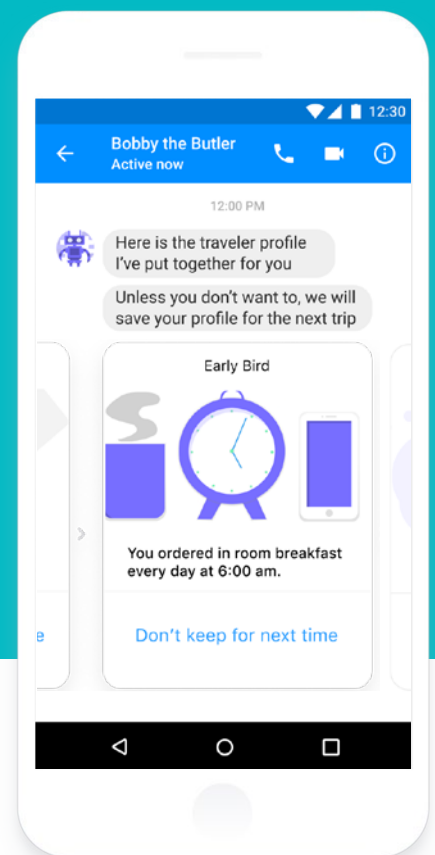 12:30
Bobby the Butler
Active now
12:00 PM
Here is the traveler profile
I've put together for you
Unless you don't want to, we will
save your profile for the next trip
Early Bird
You ordered in room breakfast
every day at 6:00 am.
e
Don't keep for next time